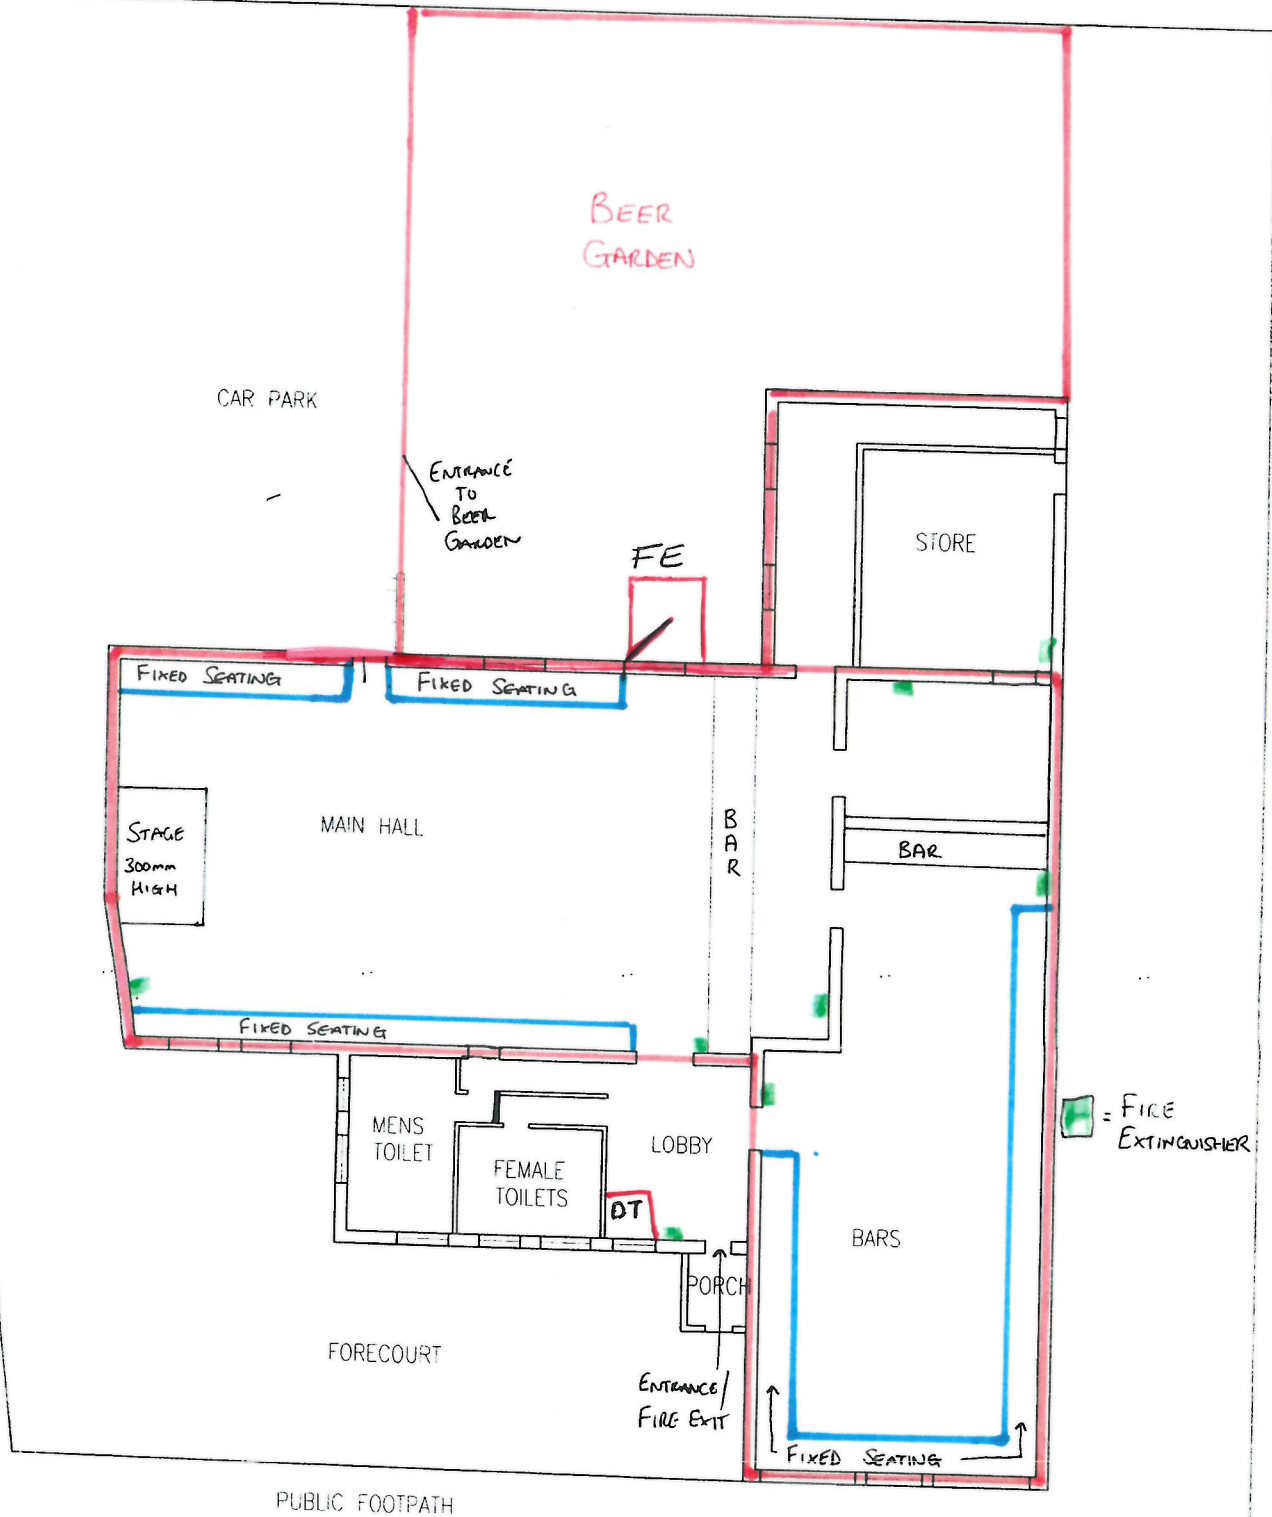 BEER
GARDEN
CAR PARK
ENTRANCE
TO
BEER
GARDEN
FE
STORE
FIXED SEATING
FIXED SEATING
STAGE
300mm
HIGH
MAIN HALL
B
A
R
BAR
FIXED SEATING
MENS
TOILET
FEMALE
TOILETS
LOBBY
DT
= FIRE
EXTINGUISHER
BARS
PORCH
FORECOURT
ENTRANCE/
FIRE EXIT
FIXED SEATING
PUBLIC FOOTPATH